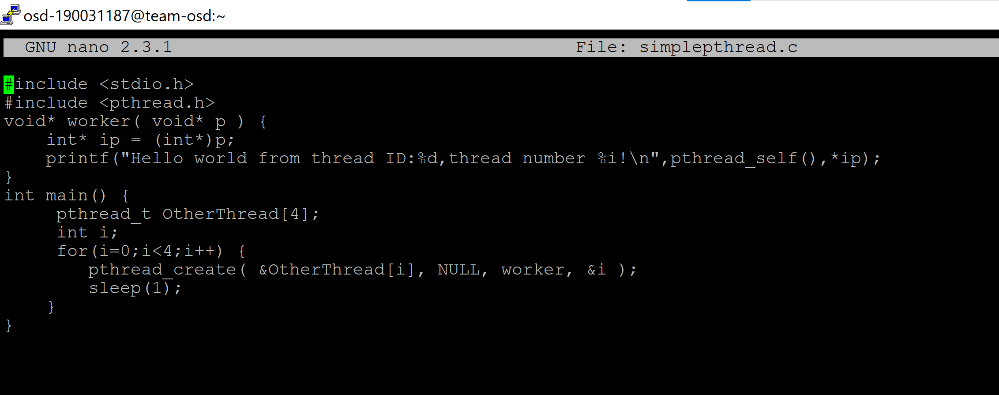 osd-190031187@team-osd:~
GNU nano 2.3.1 File: simplepthread.c
#include <stdio.h>
#include <pthread.h>
void* worker( void* p ) {
    int* ip = (int*)p;
    printf("Hello world from thread ID:%d,thread number %i!\n",pthread_self(),*ip);
}
int main() {
     pthread_t OtherThread[4];
     int i;
     for(i=0;i<4;i++) {
        pthread_create( &OtherThread[i], NULL, worker, &i );
        sleep(1);
    }
}